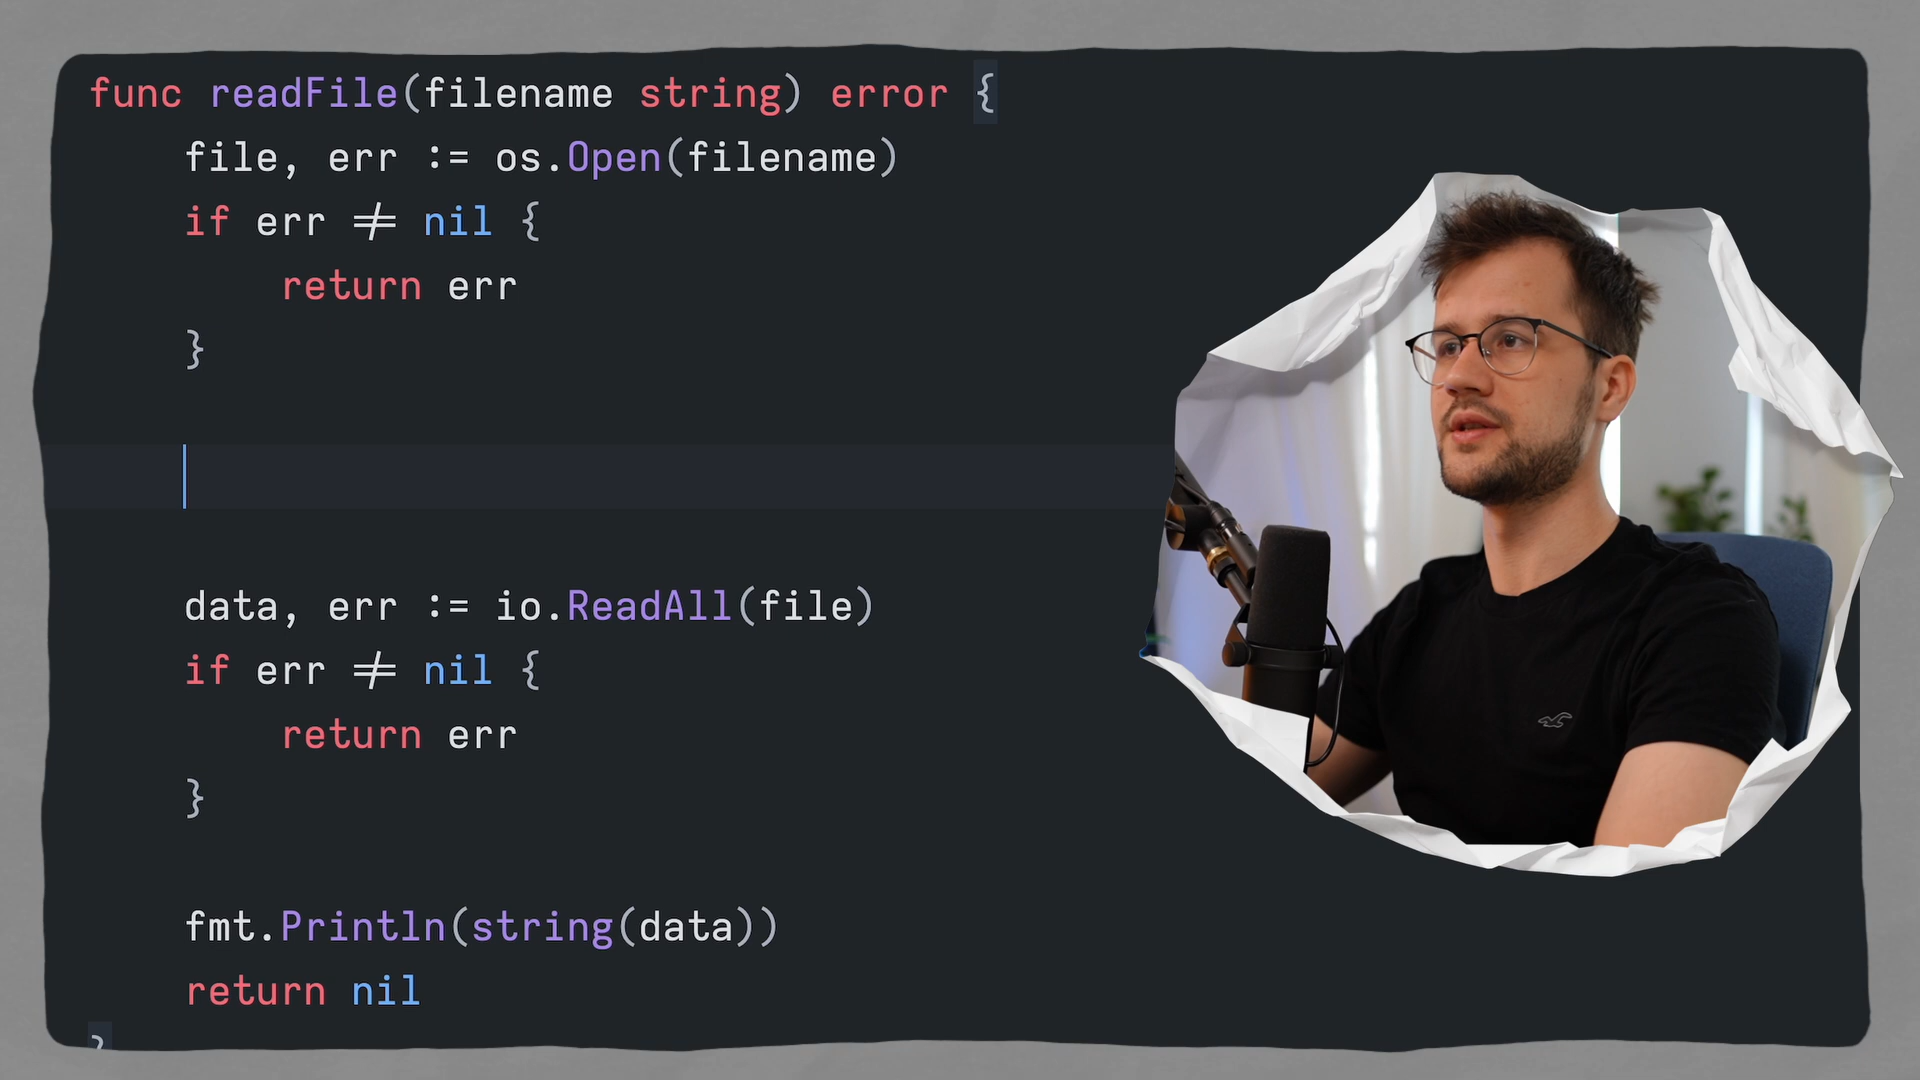 func readFile(filename string) error {
file, err := os.Open(filename)
if err != nil {
return err
}
data, err := io.ReadAll(file)
if err != nil {
return err
}
fmt.Println(string(data))
return nil
}